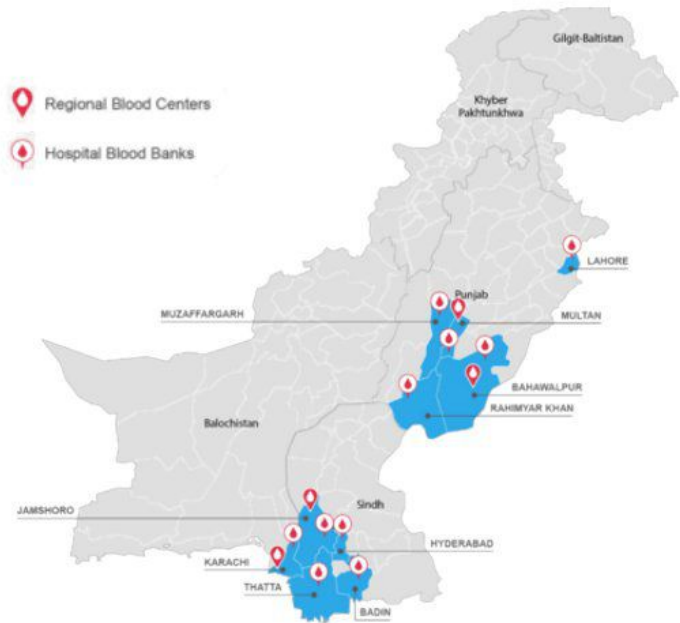 Gilgit-Baltistan
Regional Blood Centers
Khyber
Pakhtunkhwa
Hospital Blood Banks
LAHORE
Punjab
MUZAFFARGARH
MULTAN
BAHAWALPUR
RAHIMYAR KHAN
Balochistan
Sindh
JAMSHORO
HYDERABAD
KARACHI
THATTA
BADIN